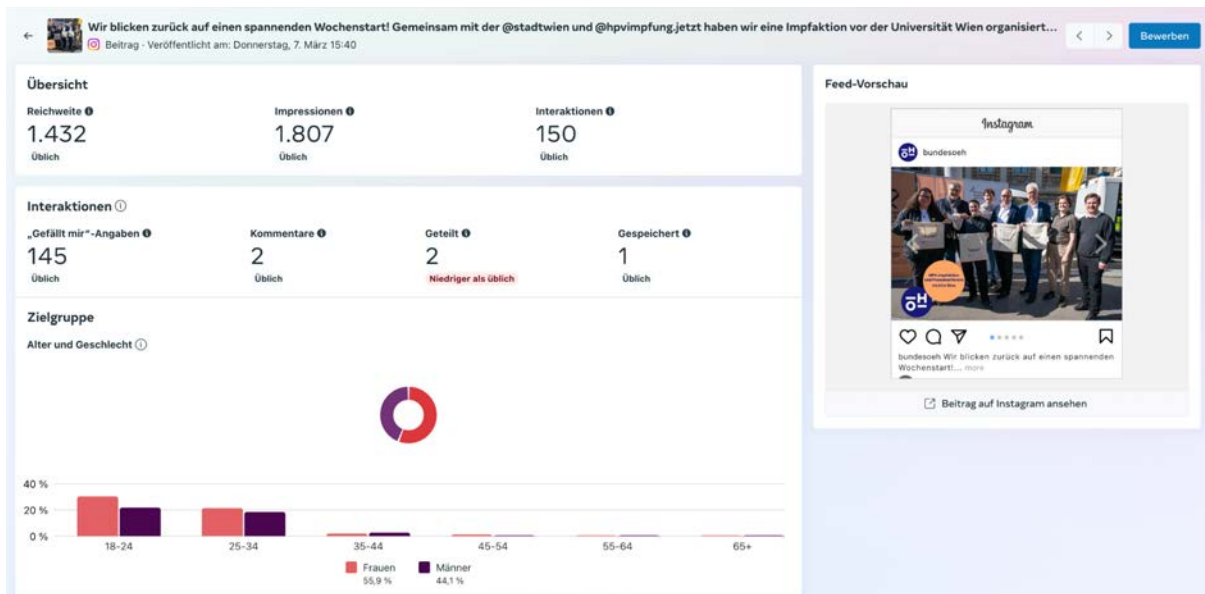 Wir blicken zurück auf einen spannenden Wochenstart! Gemeinsam mit der @stadtwien und @hpvimpfung.jetzt haben wir eine Impfaktion vor der Universität Wien organisiert...
Beitrag · Veröffentlicht am: Donnerstag, 7. März 15:40
Bewerben
Übersicht
Reichweite
Impressionen
Interaktionen
1.432
1.807
150
Üblich
Üblich
Üblich
Interaktionen
„Gefällt mir“-Angaben
Kommentare
Geteilt
Gespeichert
145
2
2
1
Üblich
Üblich
Niedriger als üblich
Üblich
Zielgruppe
Alter und Geschlecht
40 %
20 %
0 %
18-24
25-34
35-44
45-54
55-64
65+
Frauen
55,9 %
Männer
44,1 %
Feed-Vorschau
Instagram
öH bundesoeh
öH
bundesoeh Wir blicken zurück auf einen spannenden
Wochenstart!... more
Beitrag auf Instagram ansehen